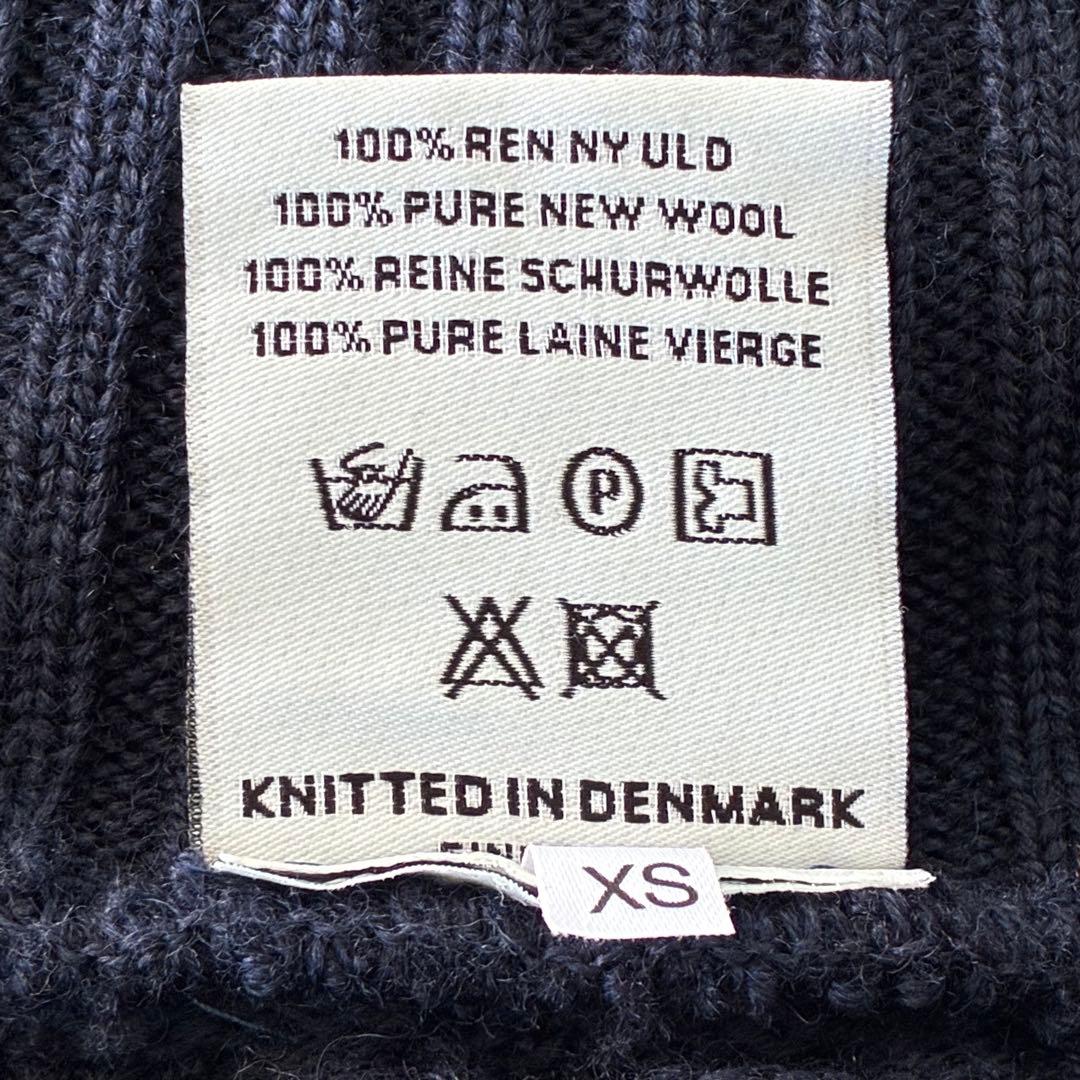 100% REN NY ULD
100% PURE NEW WOOL
100% REINE SCHURWOLLE
100% PURE LAINE VIERGE
P
KNITTED IN DENMARK
XS